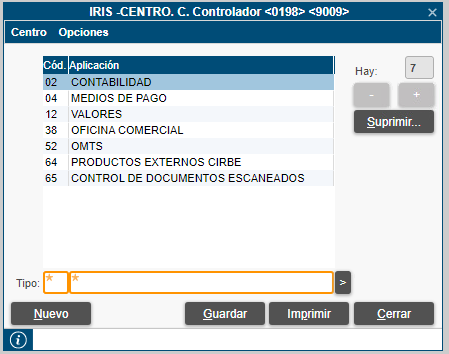 IRIS -CENTRO. C. Controlador <0198> <9009>
Centro Opciones
Cód. Aplicación
02 CONTABILIDAD
04 MEDIOS DE PAGO
12 VALORES
38 OFICINA COMERCIAL
52 OMTS
64 PRODUCTOS EXTERNOS CIRBE
65 CONTROL DE DOCUMENTOS ESCANEADOS
Hay: 7
- +
Suprimir...
Tipo: * * >
Nuevo Guardar Imprimir Cerrar